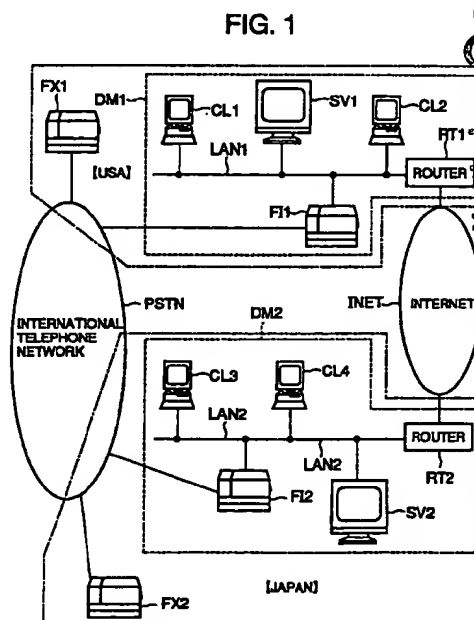 FIG. 1
FX1
DM1
CL1
SV1
CL2
RT1
[USA]
LAN1
ROUTER
FI1
PSTN
INET
INTERNET
INTERNATIONAL
TELEPHONE
NETWORK
DM2
CL3
CL4
LAN2
LAN2
ROUTER
RT2
FI2
SV2
[JAPAN]
FX2